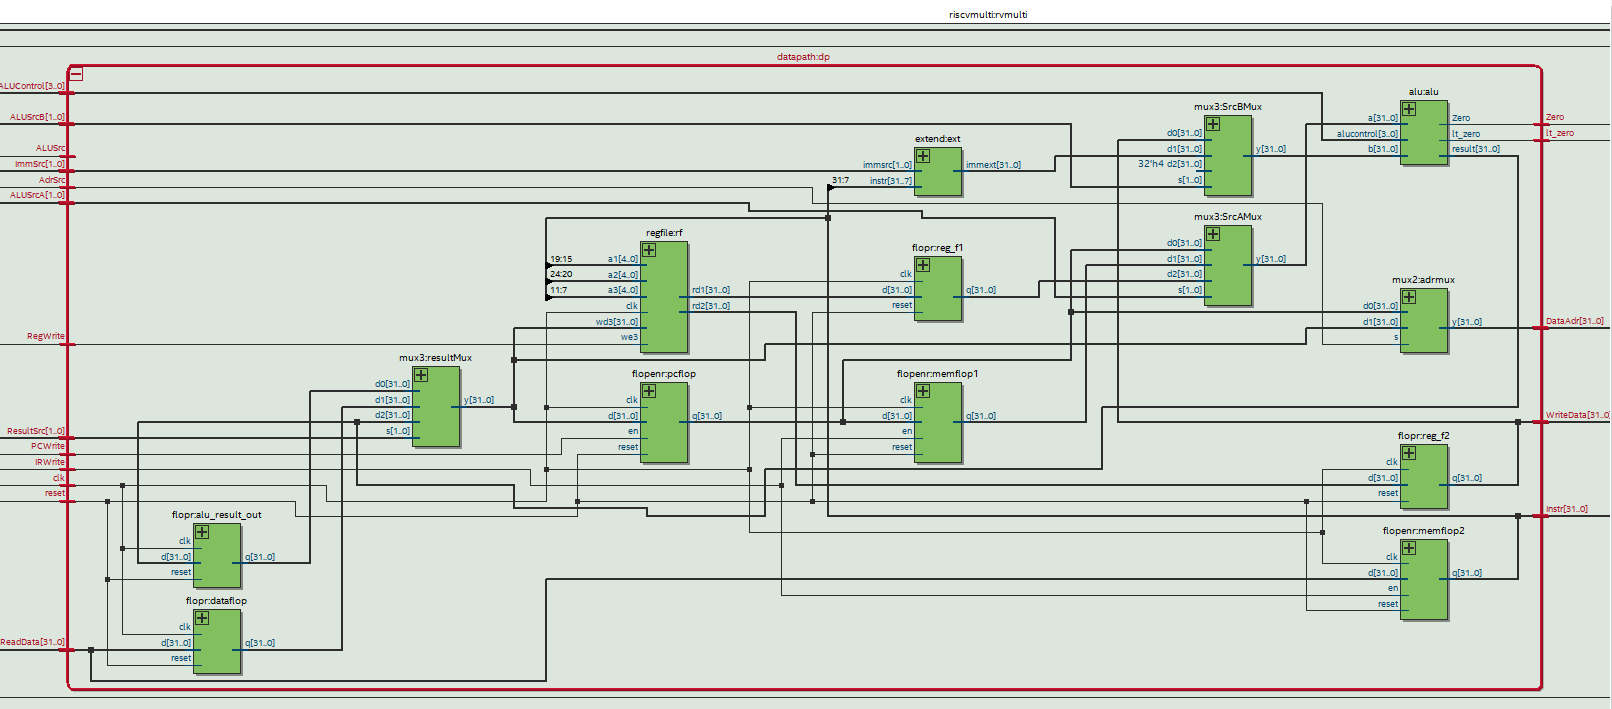 riscvmulti:rvmulti
datapath:dp
ALUControl[3..0]
ALUSrcB[1..0]
ALUSrc
ImmSrc[1..0]
AdrSrc
ALUSrcA[1..0]
RegWrite
ResultSrc[1..0]
PCWrite
IRWrite
clk
reset
ReadData[31..0]
flopr:alu_result_out
clk
d[31..0]
reset
q[31..0]
flopr:dataflop
clk
d[31..0]
reset
q[31..0]
mux3:resultMux
d0[31..0]
d1[31..0]
d2[31..0]
s[1..0]
y[31..0]
regfile:rf
19:15
24:20
11:7
a1[4..0]
a2[4..0]
a3[4..0]
clk
wd3[31..0]
we3
rd1[31..0]
rd2[31..0]
flopenr:pcflop
clk
d[31..0]
en
reset
q[31..0]
extend:ext
31:7
immsrc[1..0]
instr[31..7]
immext[31..0]
flopr:reg_f1
clk
d[31..0]
reset
q[31..0]
flopenr:memflop1
clk
d[31..0]
en
reset
q[31..0]
mux3:SrcBMux
d0[31..0]
d1[31..0]
32'h4 d2[31..0]
s[1..0]
y[31..0]
mux3:SrcAMux
d0[31..0]
d1[31..0]
d2[31..0]
s[1..0]
y[31..0]
alu:alu
a[31..0]
alucontrol[3..0]
b[31..0]
Zero
lt_zero
result[31..0]
mux2:adrmux
d0[31..0]
d1[31..0]
s
y[31..0]
flopr:reg_f2
clk
d[31..0]
reset
q[31..0]
flopenr:memflop2
clk
d[31..0]
en
reset
q[31..0]
Zero
lt_zero
DataAdr[31..0]
WriteData[31..0]
Instr[31..0]